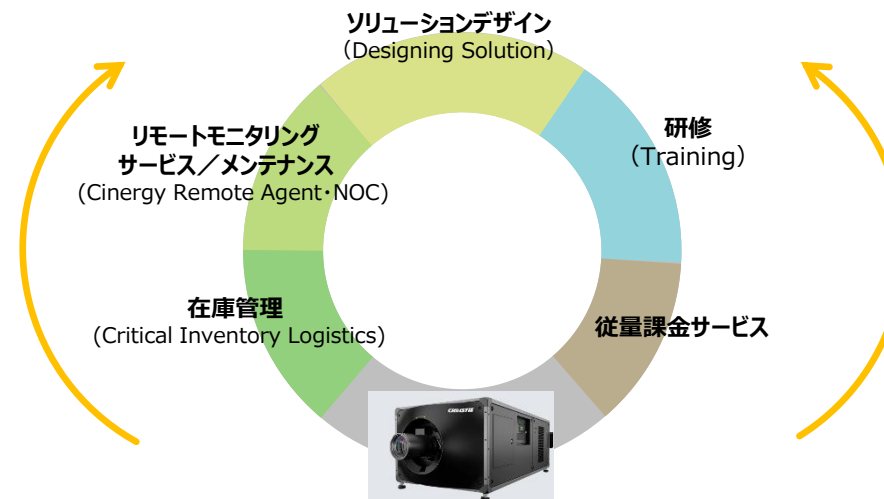 ソリューションデザイン
(Designing Solution)
リモートモニタリング
サービス／メンテナンス
(Cinergy Remote Agent・NOC)
研修
(Training)
在庫管理
(Critical Inventory Logistics)
従量課金サービス
CHRISTIE